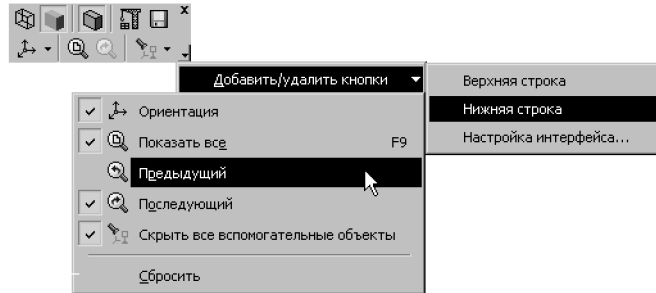 Добавить/удалить кнопки
Верхняя строка
Нижняя строка
Настройка интерфейса...
Ориентация
Показать все F9
Предыдущий
Последующий
Скрыть все вспомогательные объекты
Сбросить